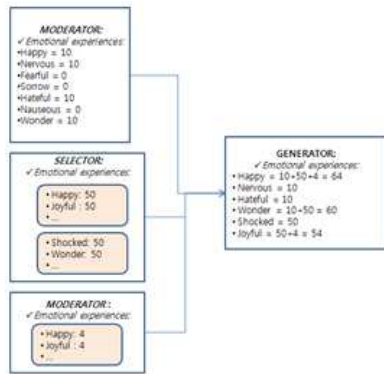 MODERATOR:
✓ Emotional experiences:
•Happy = 10
•Nervous = 10
•Fearful = 0
•Sorrow = 0
•Hateful = 10
•Nauseous = 0
•Wonder = 10
SELECTOR:
✓ Emotional experiences:
• Happy: 50
• Joyful : 50
• ...
• Shocked: 50
• Wonder: 50
• ...
MODERATOR :
✓ Emotional experiences:
• Happy: 4
• Joyful : 4
• ...
GENERATOR:
✓ Emotional experiences:
• Happy = 10+50+4 = 64
• Nervous = 10
• Hateful = 10
• Wonder = 10+50 = 60
• Shocked = 50
• Joyful = 50+4 = 54